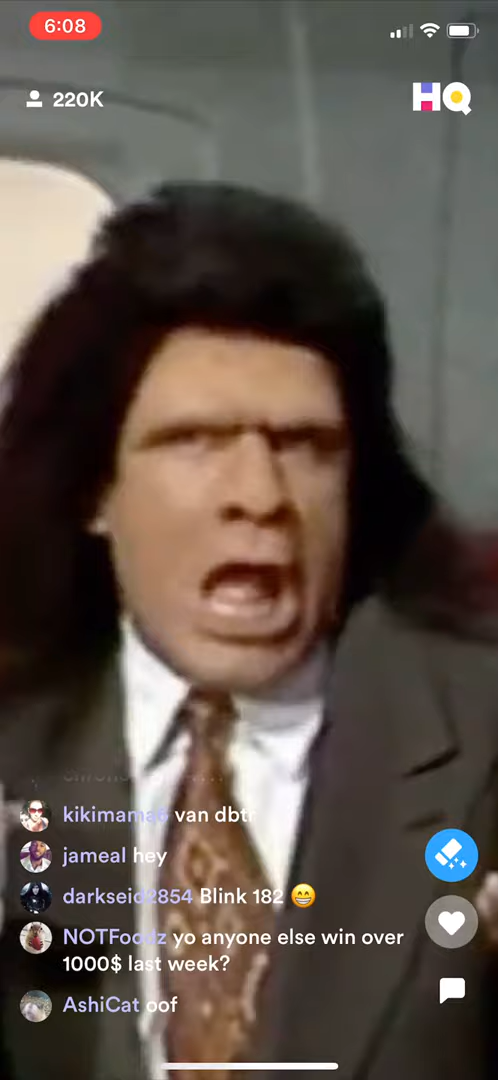 6:08
220K
HQ
kikimama6 van dbtr
jameal hey
darkseid2854 Blink 182 😁
NOTFoodz yo anyone else win over
1000$ last week?
AshiCat oof